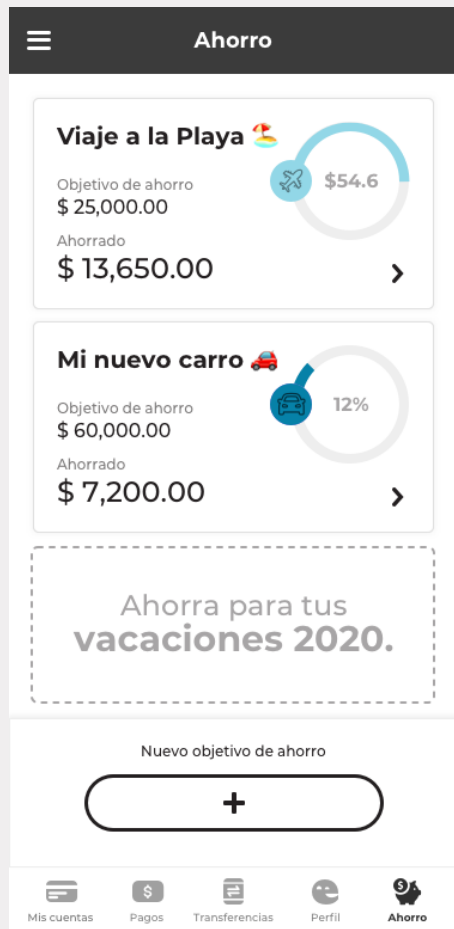 Ahorro
Viaje a la Playa 🏖️
Objetivo de ahorro
$ 25,000.00
$54.6
Ahorrado
$ 13,650.00
Mi nuevo carro 🚗
Objetivo de ahorro
$ 60,000.00
12%
Ahorrado
$ 7,200.00
Ahorra para tus
vacaciones 2020.
Nuevo objetivo de ahorro
+
Mis cuentas
Pagos
Transferencias
Perfil
Ahorro